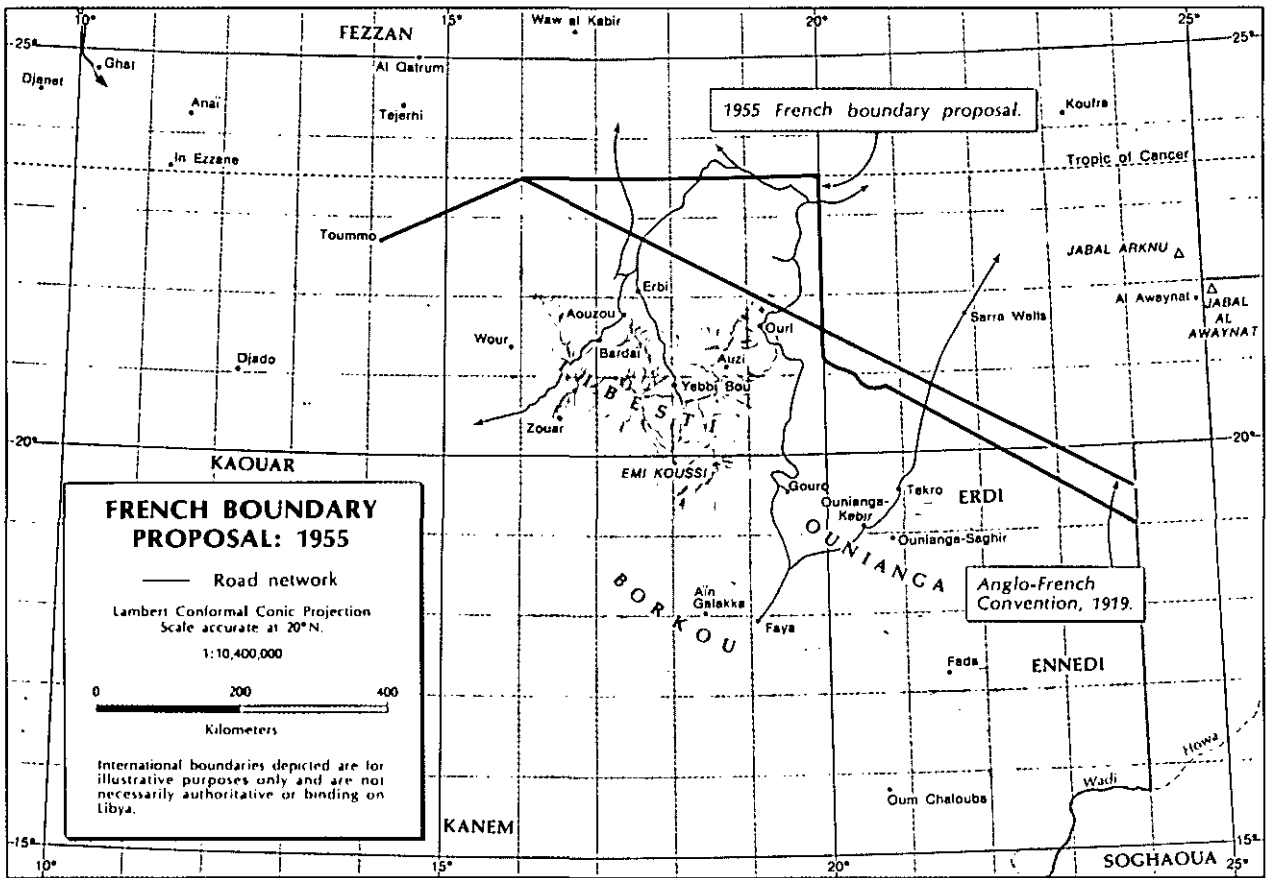 10°
15°
20°
25°
-25°
-25°
FEZZAN
Waw al Kabir
Ghat
Djanet
Al Qatrum
Anaï
Tejerhi
In Ezzane
1955 French boundary proposal.
Koufra
Tropic of Cancer
Toummo
JABAL ARKNU
Al Awaynat
JABAL
AL
AWAYNAT
Erbi
Aouzou
Sarra Wells
Ouri
Wour
Bardaï
Auzi
Djado
Yebbi Bou
TIBESTI
Zouar
-20°
-20°
KAOUAR
EMI KOUSSI
Gouro
Ounianga-
Kebir
Tekro
ERDI
OUNIANGA
Ounianga-Saghir
FRENCH BOUNDARY
PROPOSAL: 1955
Road network
Lambert Conformal Conic Projection
Scale accurate at 20°N.
1:10,400,000
0 200 400
Kilometers
International boundaries depicted are for
illustrative purposes only and are not
necessarily authoritative or binding on
Libya.
BORKOU
Aïn
Galakka
Faya
Anglo-French
Convention, 1919.
Fada
ENNEDI
Howa
Wadi
Oum Chalouba
KANEM
SOGHAOUA
-15°
-15°
10°
15°
20°
25°